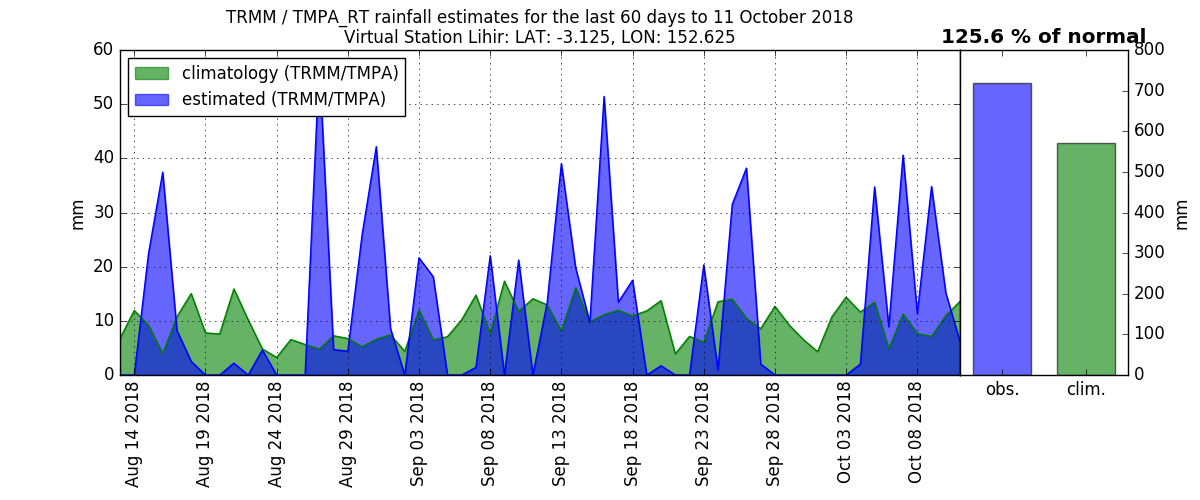 TRMM / TMPA_RT rainfall estimates for the last 60 days to 11 October 2018
Virtual Station Lihir: LAT: -3.125, LON: 152.625
125.6 % of normal
climatology (TRMM/TMPA)
estimated (TRMM/TMPA)
60
50
40
30
20
10
0
mm
Aug 14 2018
Aug 19 2018
Aug 24 2018
Aug 29 2018
Sep 03 2018
Sep 08 2018
Sep 13 2018
Sep 18 2018
Sep 23 2018
Sep 28 2018
Oct 03 2018
Oct 08 2018
obs.
clim.
800
700
600
500
400
300
200
100
0
mm